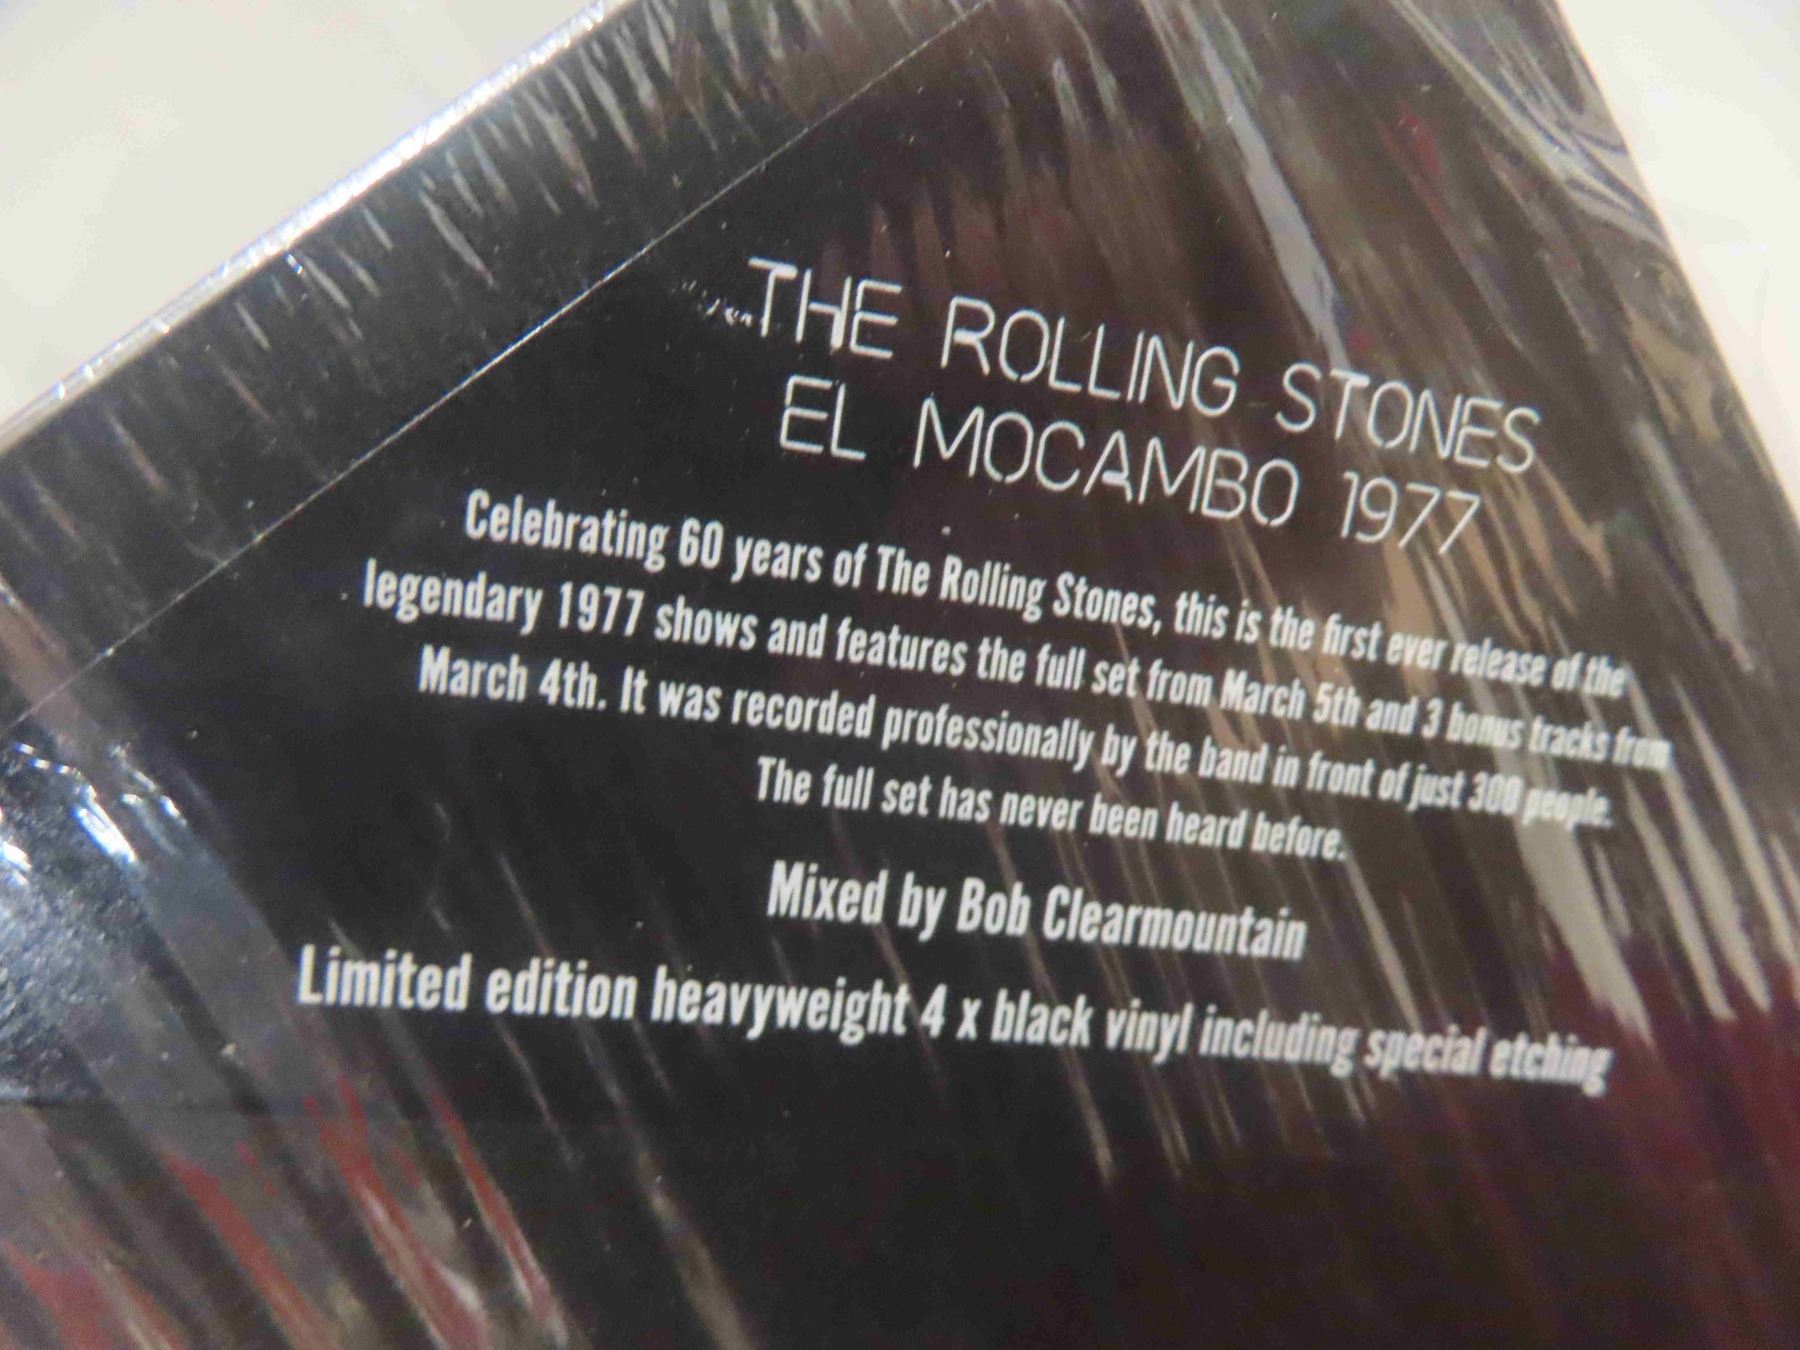 THE ROLLING STONES
EL MOCAMBO 1977
Celebrating 60 years of The Rolling Stones, this is the first ever release of the
legendary 1977 shows and features the full set from March 5th and 3 bonus tracks from
March 4th. It was recorded professionally by the band in front of just 300 people.
The full set has never been heard before.
Mixed by Bob Clearmountain
Limited edition heavyweight 4 x black vinyl including special etching